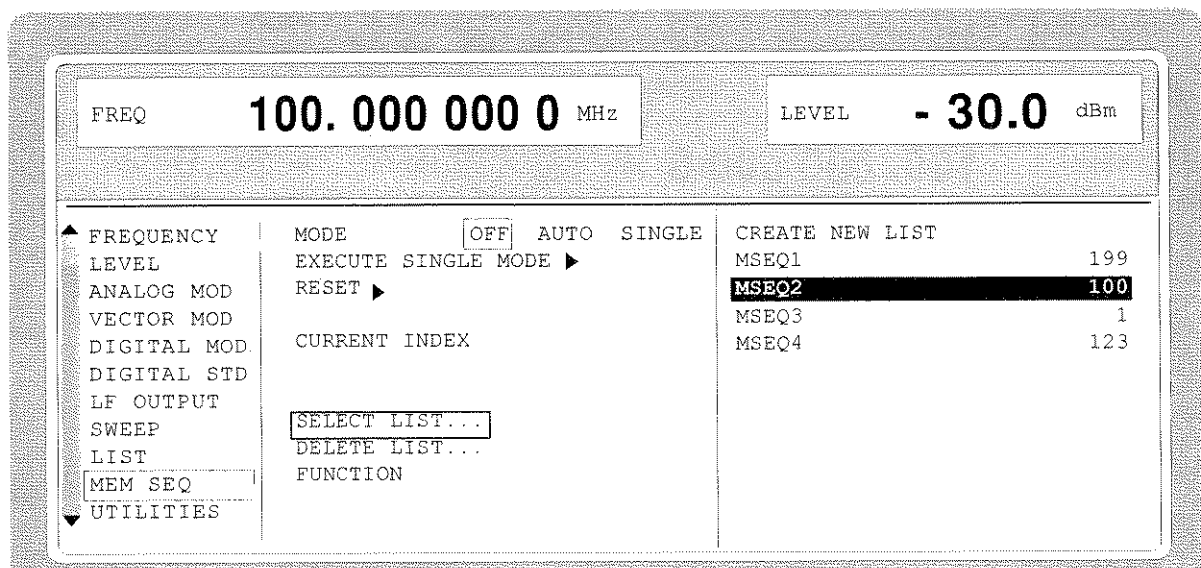 FREQ 100. 000 000 0 MHz LEVEL - 30.0 dBm
FREQUENCY
LEVEL
ANALOG MOD
VECTOR MOD
DIGITAL MOD
DIGITAL STD
LF OUTPUT
SWEEP
LIST
MEM SEQ
UTILITIES
MODE OFF AUTO SINGLE
EXECUTE SINGLE MODE ▶
RESET ▶
CURRENT INDEX
SELECT LIST...
DELETE LIST...
FUNCTION
CREATE NEW LIST
MSEQ1 199
MSEQ2 100
MSEQ3 1
MSEQ4 123